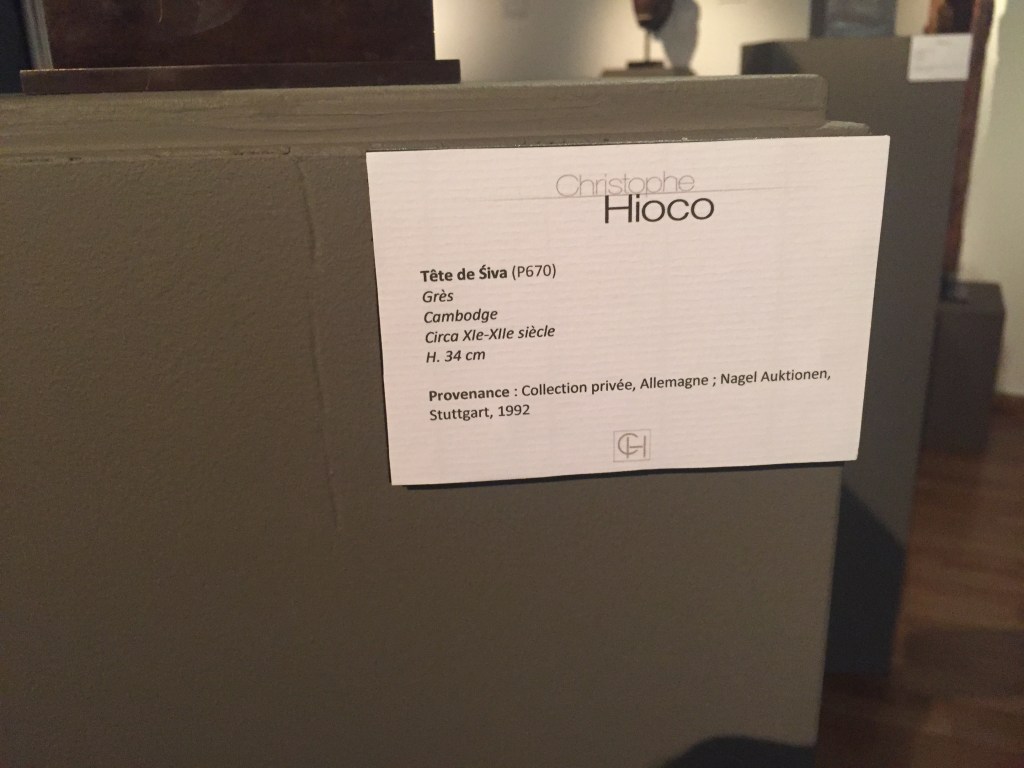 Christophe
Hioco
Tête de Śiva (P670)
Grès
Cambodge
Circa XIe-XIIe siècle
H. 34 cm
Provenance : Collection privée, Allemagne ; Nagel Auktionen,
Stuttgart, 1992
CH